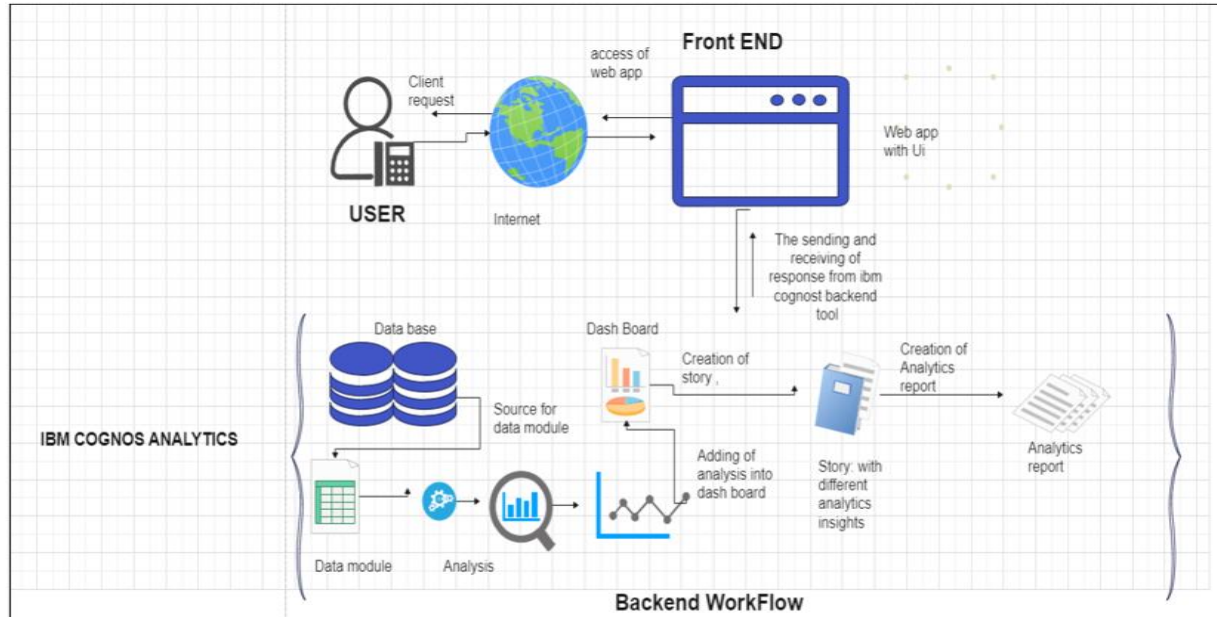 Front END
access of
web app
Client
request
Web app
with Ui
USER
Internet
The sending and
receiving of
response from ibm
cognost backend
tool
Data base
Dash Board
Creation of
story ,
Creation of
Analytics
report
Source for
data module
IBM COGNOS ANALYTICS
Adding of
analysis into
dash board
Story: with
different
analytics
insights
Analytics
report
Data module
Analysis
Backend WorkFlow